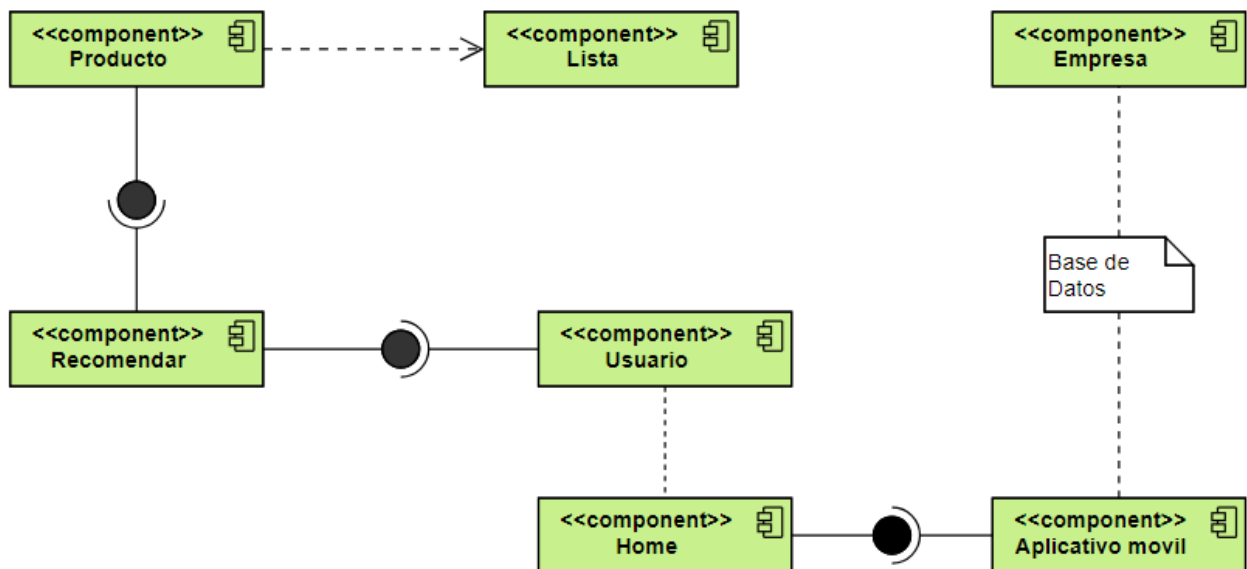 <<component>>
Producto
<<component>>
Lista
<<component>>
Empresa
Base de
Datos
<<component>>
Recomendar
<<component>>
Usuario
<<component>>
Home
<<component>>
Aplicativo movil